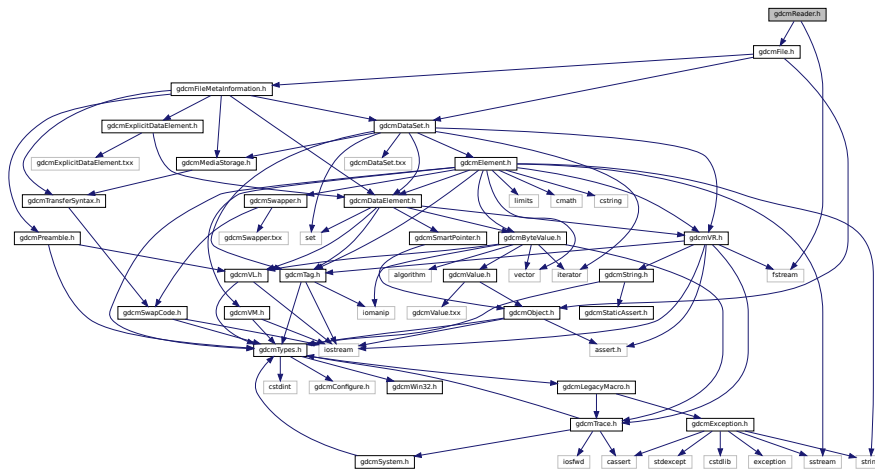 gdcmReader.h
gdcmFile.h
gdcmFileMetaInformation.h
gdcmExplicitDataElement.h
gdcmDataSet.h
gdcmExplicitDataElement.txx
gdcmMediaStorage.h
gdcmDataSet.txx
gdcmElement.h
gdcmTransferSyntax.h
gdcmSwapper.h
gdcmDataElement.h
limits
cmath
cstring
gdcmPreamble.h
gdcmSwapper.txx
set
gdcmSmartPointer.h
gdcmByteValue.h
gdcmVR.h
gdcmVL.h
gdcmTag.h
algorithm
gdcmValue.h
vector
iterator
gdcmString.h
fstream
gdcmSwapCode.h
gdcmVM.h
iomanip
gdcmValue.txx
gdcmObject.h
gdcmStaticAssert.h
gdcmTypes.h
iostream
assert.h
cstdint
gdcmConfigure.h
gdcmWin32.h
gdcmLegacyMacro.h
gdcmTrace.h
gdcmException.h
gdcmSystem.h
iosfwd
cassert
stdexcept
cstdlib
exception
sstream